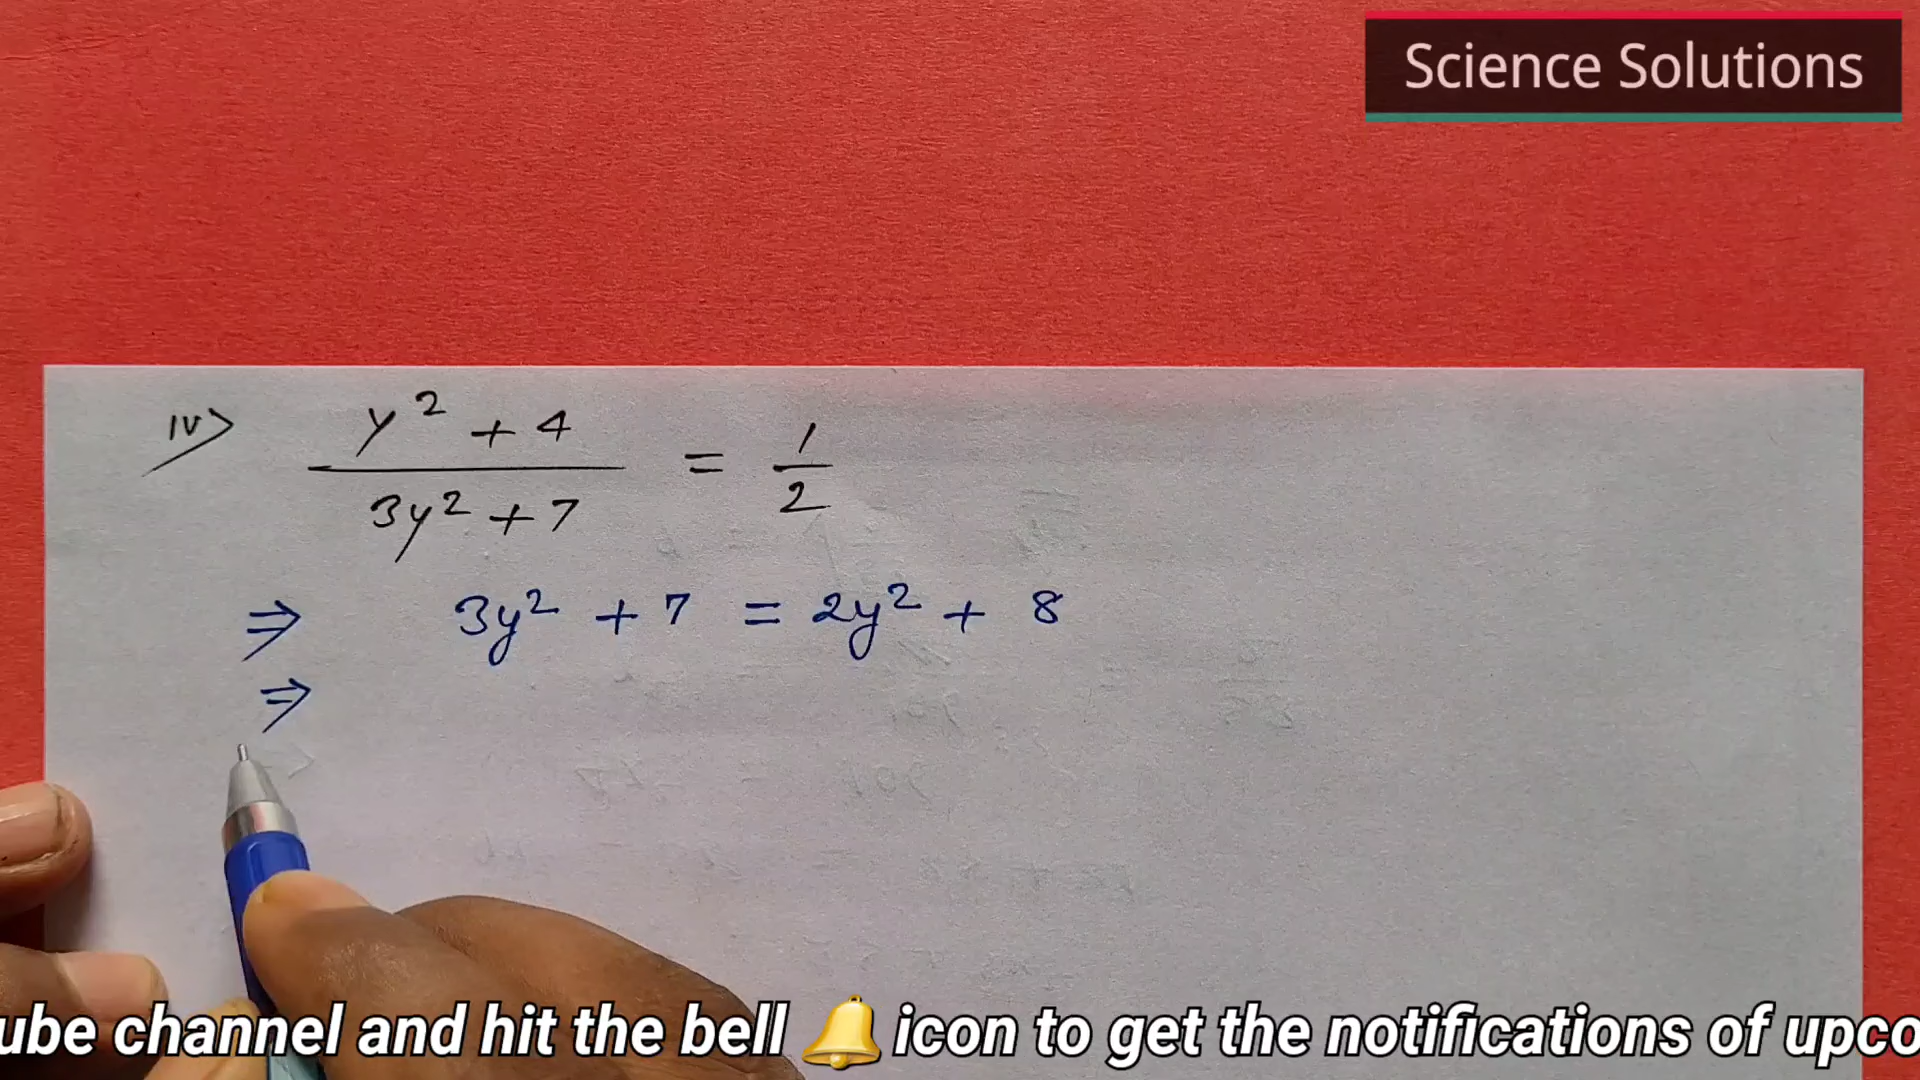 Science Solutions
iv> y² + 4 / 3y² + 7 = 1/2
⇒ 3y² + 7 = 2y² + 8
⇒
ube channel and hit the bell 🔔 icon to get the notifications of upco